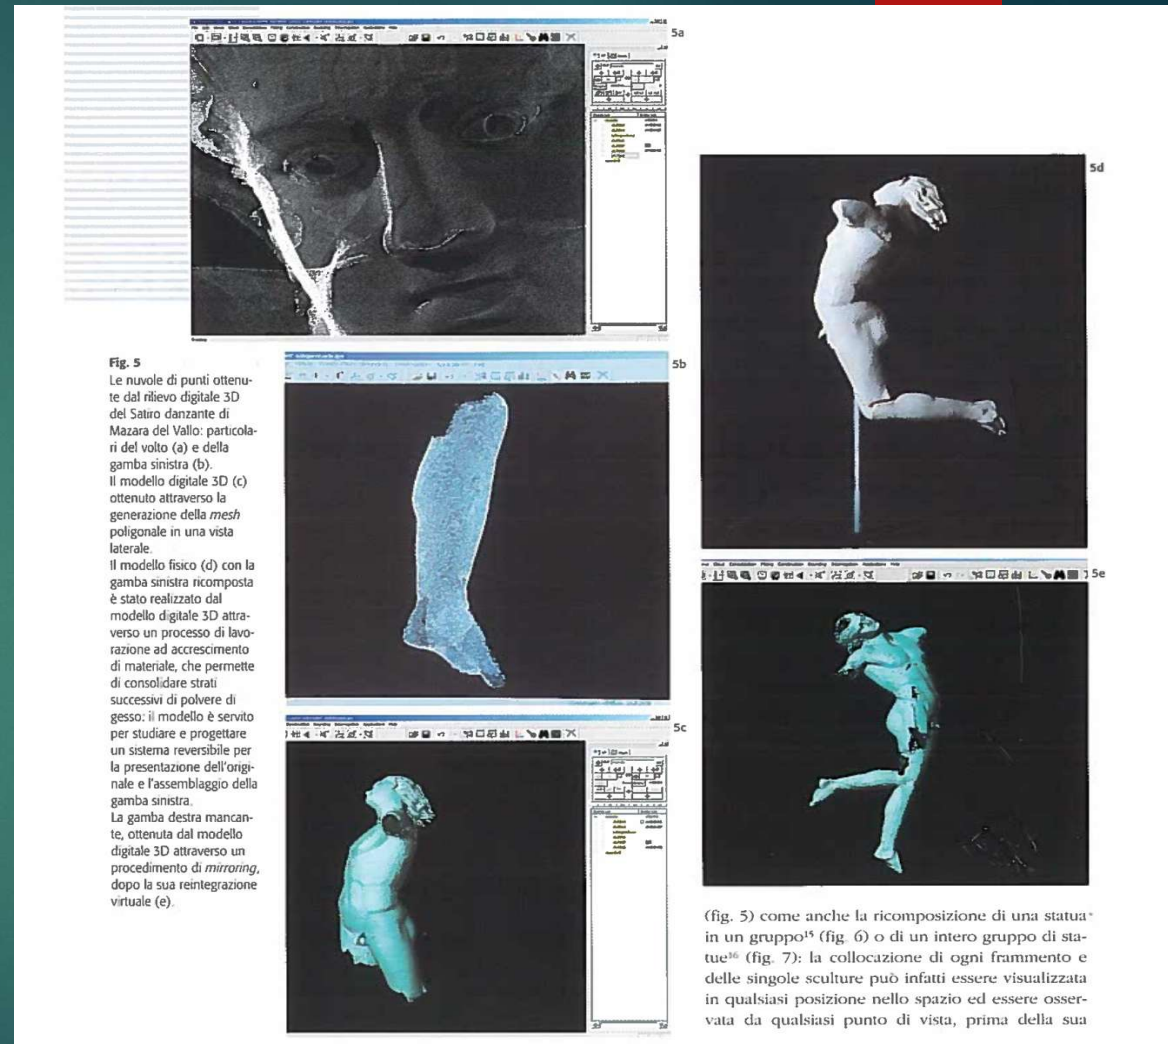 5a
5d
Fig. 5
Le nuvole di punti ottenu-
te dal rilievo digitale 3D
del Satiro danzante di
Mazara del Vallo: particola-
ri del volto (a) e della
gamba sinistra (b).
Il modello digitale 3D (c)
ottenuto attraverso la
generazione della mesh
poligonale in una vista
laterale.
Il modello fisico (d) con la
gamba sinistra ricomposta
è stato realizzato dal
modello digitale 3D attra-
verso un processo di lavo-
razione ad accrescimento
di materiale, che permette
di consolidare strati
successivi di polvere di
gesso: il modello è servito
per studiare e progettare
un sistema reversibile per
la presentazione dell'origi-
nale e l'assemblaggio della
gamba sinistra.
La gamba destra mancan-
te, ottenuta dal modello
digitale 3D attraverso un
procedimento di mirroring,
dopo la sua reintegrazione
virtuale (e).
5b
5c
5e
(fig. 5) come anche la ricomposizione di una statua
in un gruppo¹⁵ (fig. 6) o di un intero gruppo di sta-
tue¹⁶ (fig. 7): la collocazione di ogni frammento e
delle singole sculture può infatti essere visualizzata
in qualsiasi posizione nello spazio ed essere osser-
vata da qualsiasi punto di vista, prima della sua